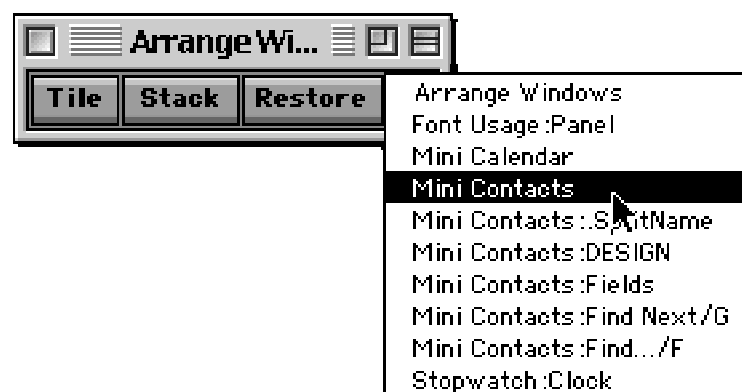 Arrange Wi...
Tile Stack Restore
Arrange Windows
Font Usage:Panel
Mini Calendar
Mini Contacts
Mini Contacts:.SplitName
Mini Contacts:DESIGN
Mini Contacts:Fields
Mini Contacts:Find Next/G
Mini Contacts:Find.../F
Stopwatch:Clock